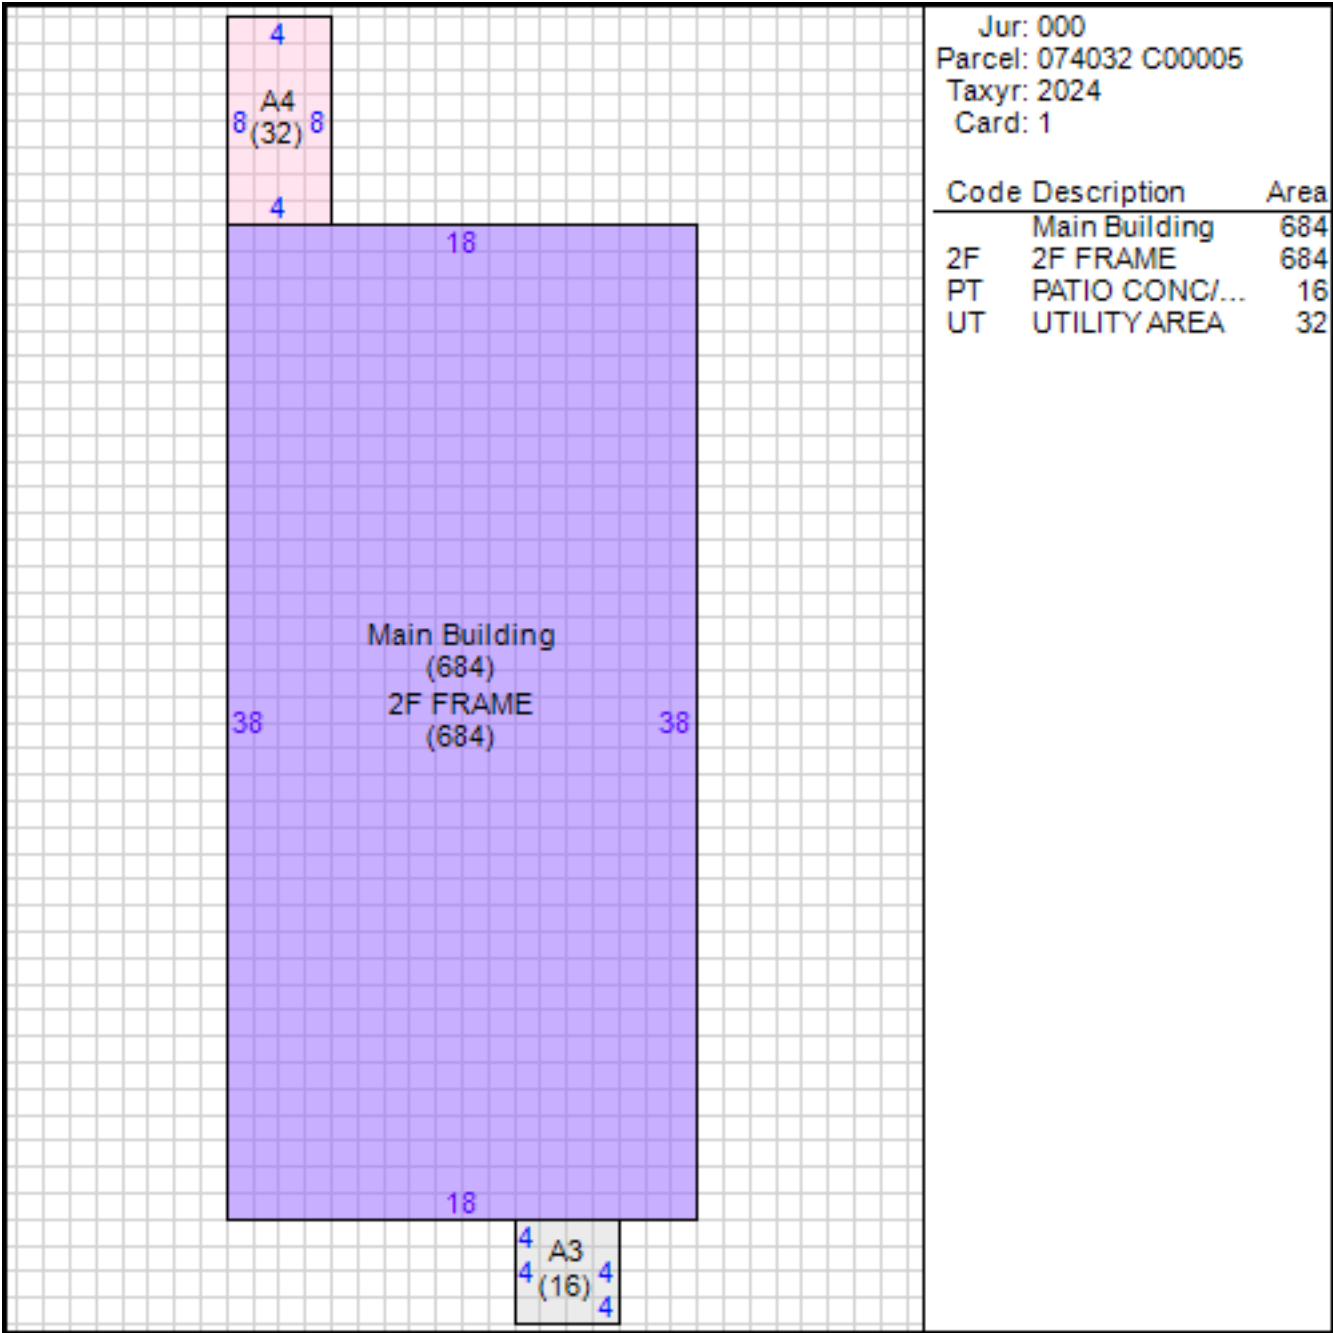 4
A4
8 (32) 8
4
18
Main Building
(684)
2F FRAME
(684)
38 38
18
4
A3
4 (16) 4
4
Jur: 000
Parcel: 074032 C00005
Taxyr: 2024
Card: 1
Code Description Area
Main Building 684
2F 2F FRAME 684
PT PATIO CONC/... 16
UT UTILITY AREA 32